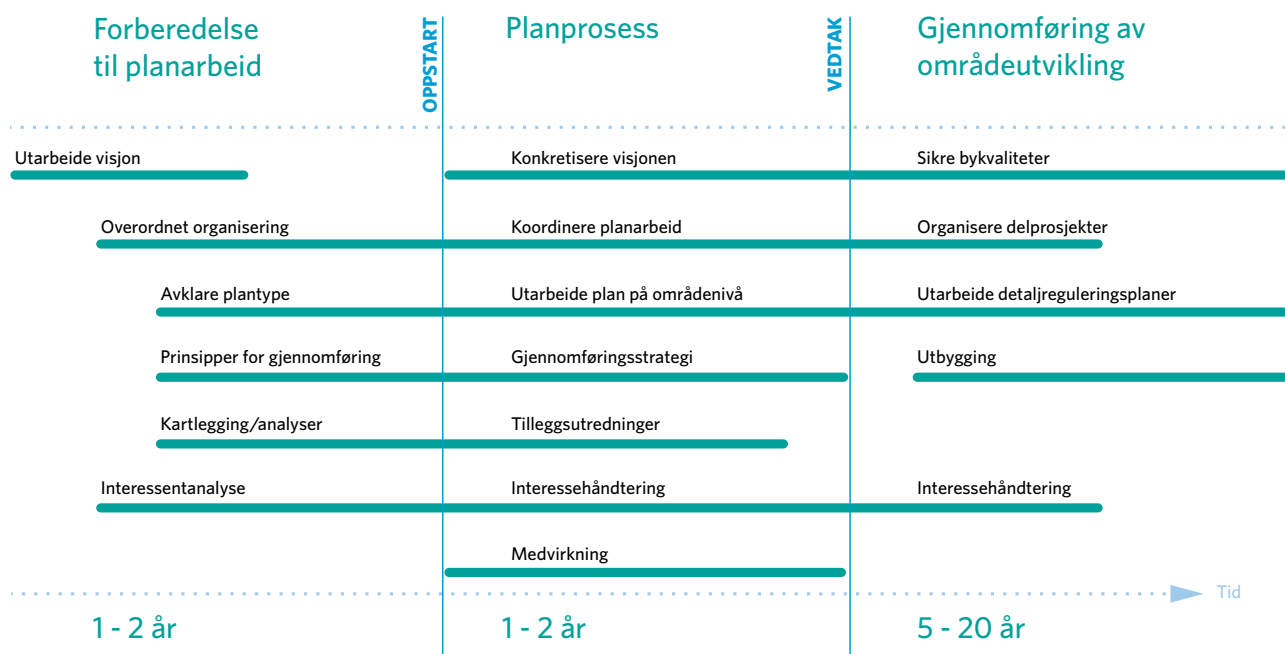 Forberedelse
til planarbeid
OPPSTART
Planprosess
VEDTAK
Gjennomføring av
områdeutvikling
Utarbeide visjon
Konkretisere visjonen
Sikre bykvaliteter
Overordnet organisering
Koordinere planarbeid
Organisere delprosjekter
Avklare plantype
Utarbeide plan på områdenivå
Utarbeide detaljreguleringsplaner
Prinsipper for gjennomføring
Gjennomføringsstrategi
Utbygging
Kartlegging/analyser
Tilleggsutredninger
Interessentanalyse
Interessehåndtering
Interessehåndtering
Medvirkning
Tid
1 - 2 år
1 - 2 år
5 - 20 år